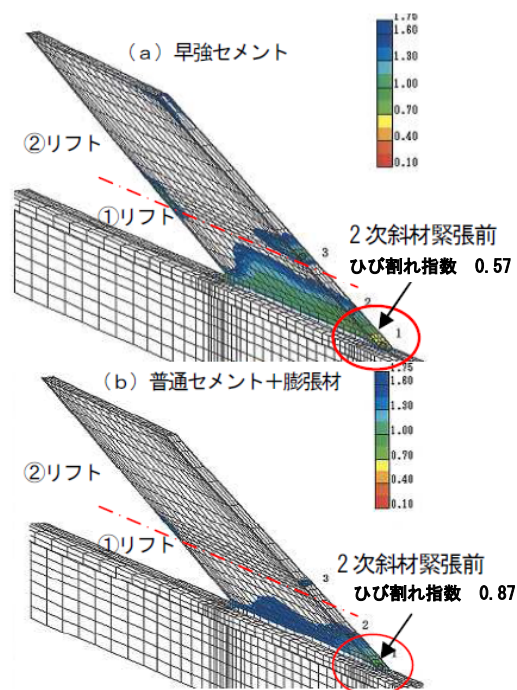 1.75
1.60
1.30
1.00
0.70
0.40
0.10
(a)早強セメント
②リフト
①リフト
3
2次斜材緊張前
ひび割れ指数 0.57
2
1
(b)普通セメント+膨張材
1.75
1.60
1.30
1.00
0.70
0.40
0.10
②リフト
①リフト
3
2次斜材緊張前
ひび割れ指数 0.87
2
1